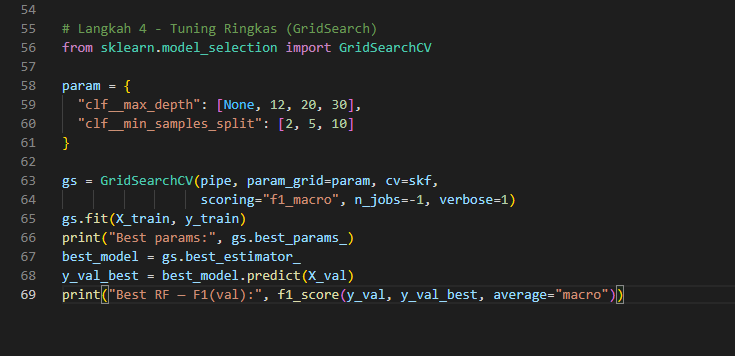 54
55 # Langkah 4 - Tuning Ringkas (GridSearch)
56 from sklearn.model_selection import GridSearchCV
57
58 param = {
59   "clf__max_depth": [None, 12, 20, 30],
60   "clf__min_samples_split": [2, 5, 10]
61 }
62
63 gs = GridSearchCV(pipe, param_grid=param, cv=skf,
64                   scoring="f1_macro", n_jobs=-1, verbose=1)
65 gs.fit(X_train, y_train)
66 print("Best params:", gs.best_params_)
67 best_model = gs.best_estimator_
68 y_val_best = best_model.predict(X_val)
69 print("Best RF — F1(val):", f1_score(y_val, y_val_best, average="macro"))